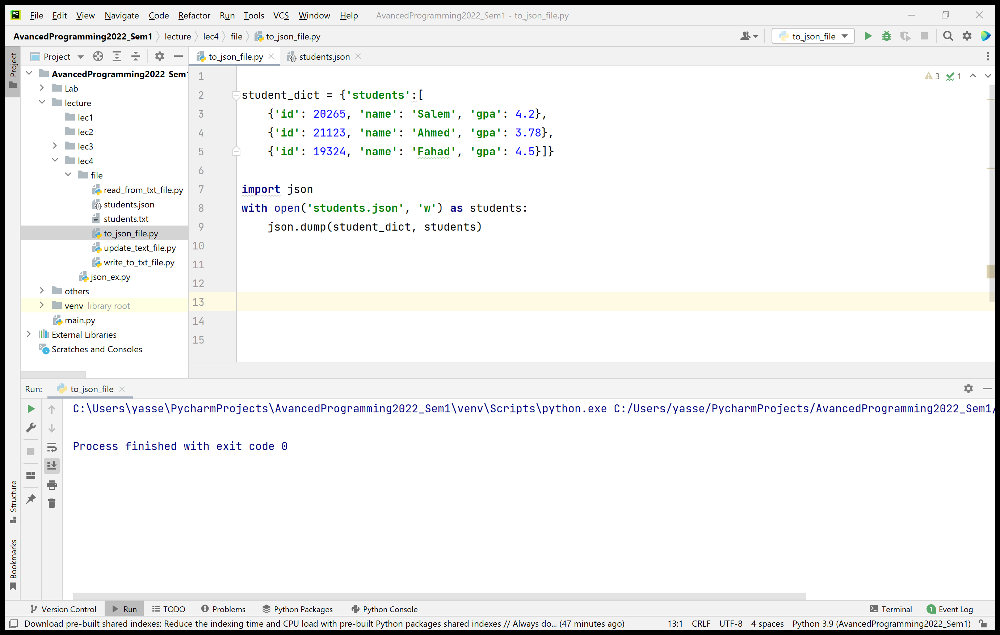 PC
File Edit View Navigate Code Refactor Run Tools VCS Window Help AvancedProgramming2022_Sem1 - to_json_file.py
AvancedProgramming2022_Sem1 lecture lec4 file to_json_file.py
to_json_file
Project
Project
to_json_file.py
students.json
AvancedProgramming2022_Sem1
Lab
lecture
lec1
lec2
lec3
lec4
file
read_from_txt_file.py
students.json
students.txt
to_json_file.py
update_text_file.py
write_to_txt_file.py
json_ex.py
others
venv library root
main.py
External Libraries
Scratches and Consoles
3 1
1
2 student_dict = {'students':[
3 {'id': 20265, 'name': 'Salem', 'gpa': 4.2},
4 {'id': 21123, 'name': 'Ahmed', 'gpa': 3.78},
5 {'id': 19324, 'name': 'Fahad', 'gpa': 4.5}]}
6
7 import json
8 with open('students.json', 'w') as students:
9 json.dump(student_dict, students)
10
11
12
13
14
15
Run: to_json_file
C:\Users\yasse\PycharmProjects\AvancedProgramming2022_Sem1\venv\Scripts\python.exe C:/Users/yasse/PycharmProjects/AvancedProgramming2022_Sem1/
Process finished with exit code 0
Structure
Bookmarks
Version Control Run TODO Problems Python Packages Python Console Terminal 1 Event Log
Download pre-built shared indexes: Reduce the indexing time and CPU load with pre-built Python packages shared indexes // Always do... (47 minutes ago) 13:1 CRLF UTF-8 4 spaces Python 3.9 (AvancedProgramming2022_Sem1)